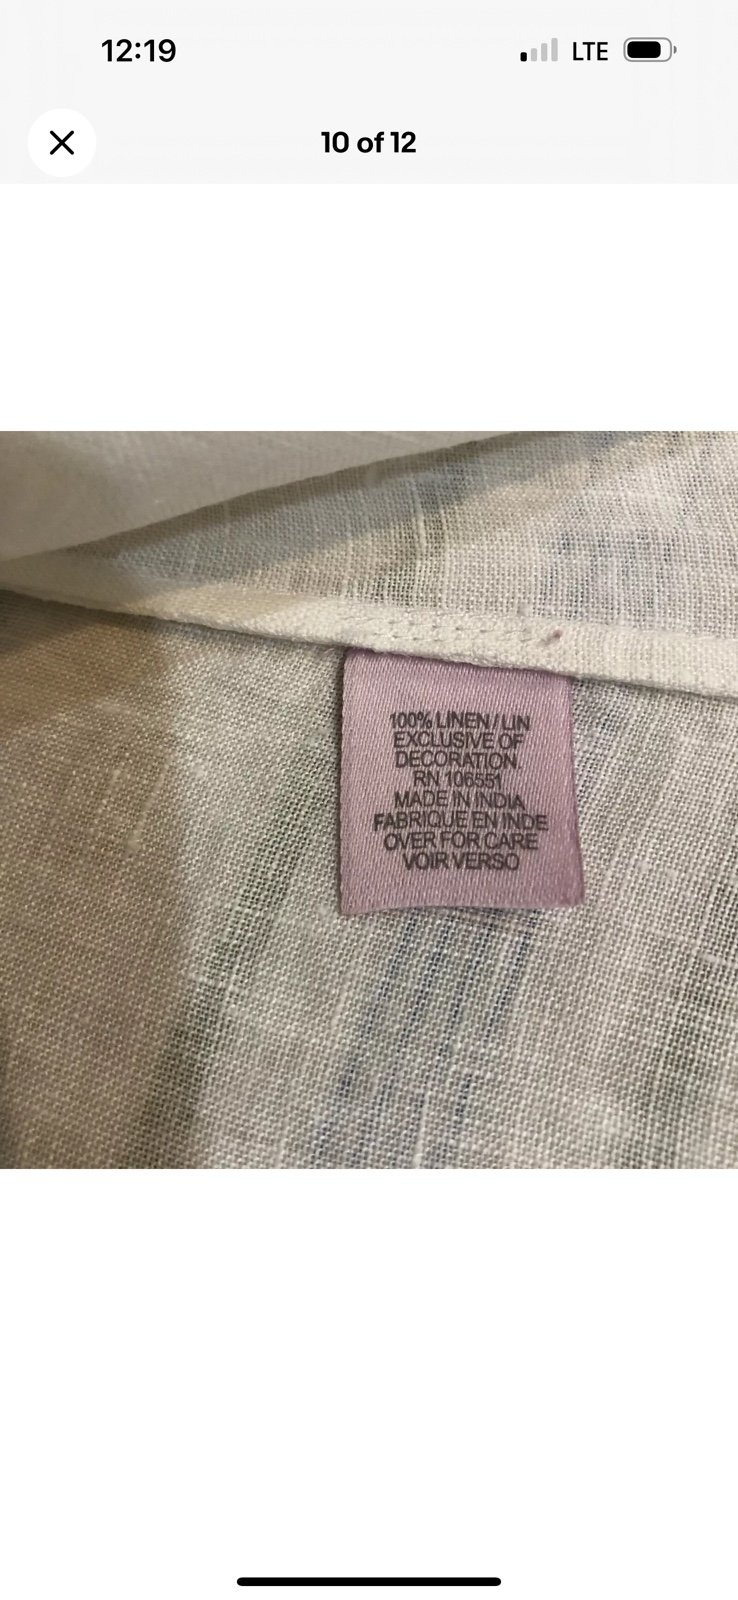 12:19
LTE
10 of 12
100% LINEN / LIN
EXCLUSIVE OF
DECORATION.
RN 106551
MADE IN INDIA
FABRIQUE EN INDE
OVER FOR CARE
VOIR VERSO